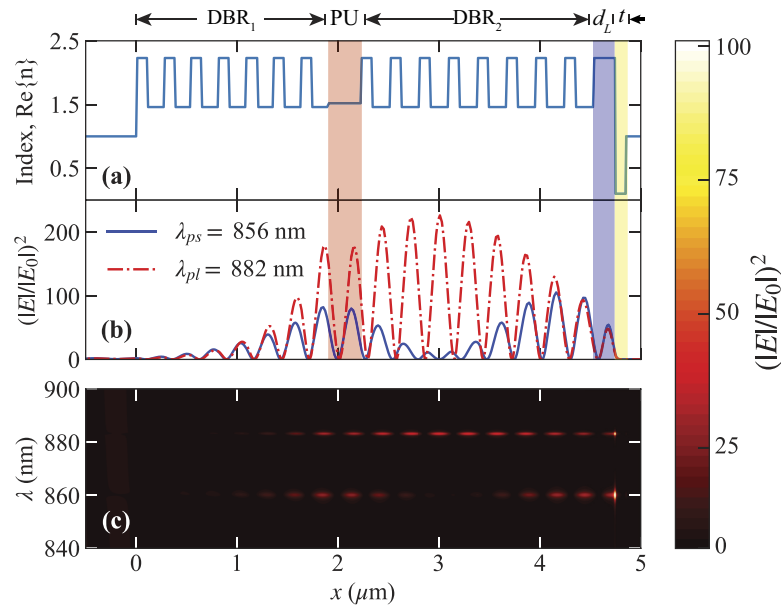 DBR₁ PU DBR₂ d_L t
2.5
1.5
0.5
Index, Re{n}
(a)
200
100
0
(|E|/|E₀|)²
λ_ps = 856 nm
λ_pl = 882 nm
(b)
900
880
860
840
λ (nm)
(c)
0 1 2 3 4 5
x (μm)
100
75
50
25
0
(|E|/|E₀|)²